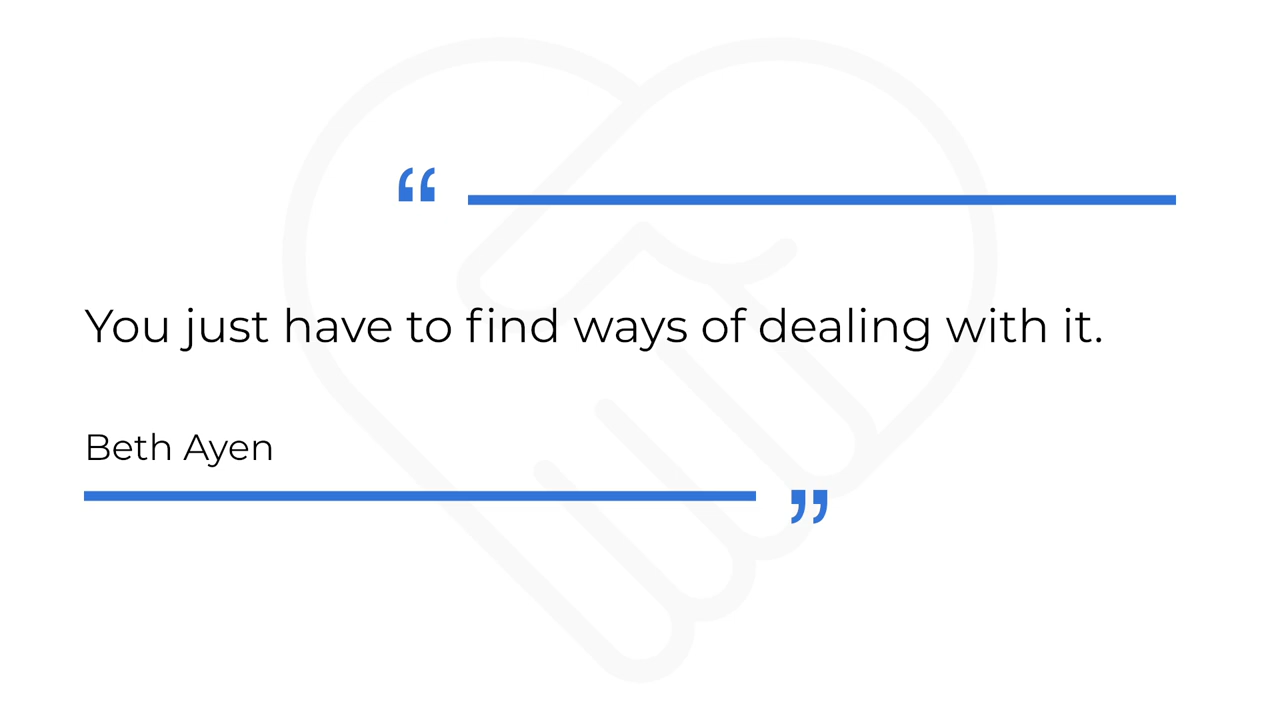 “
You just have to find ways of dealing with it.
Beth Ayen
”